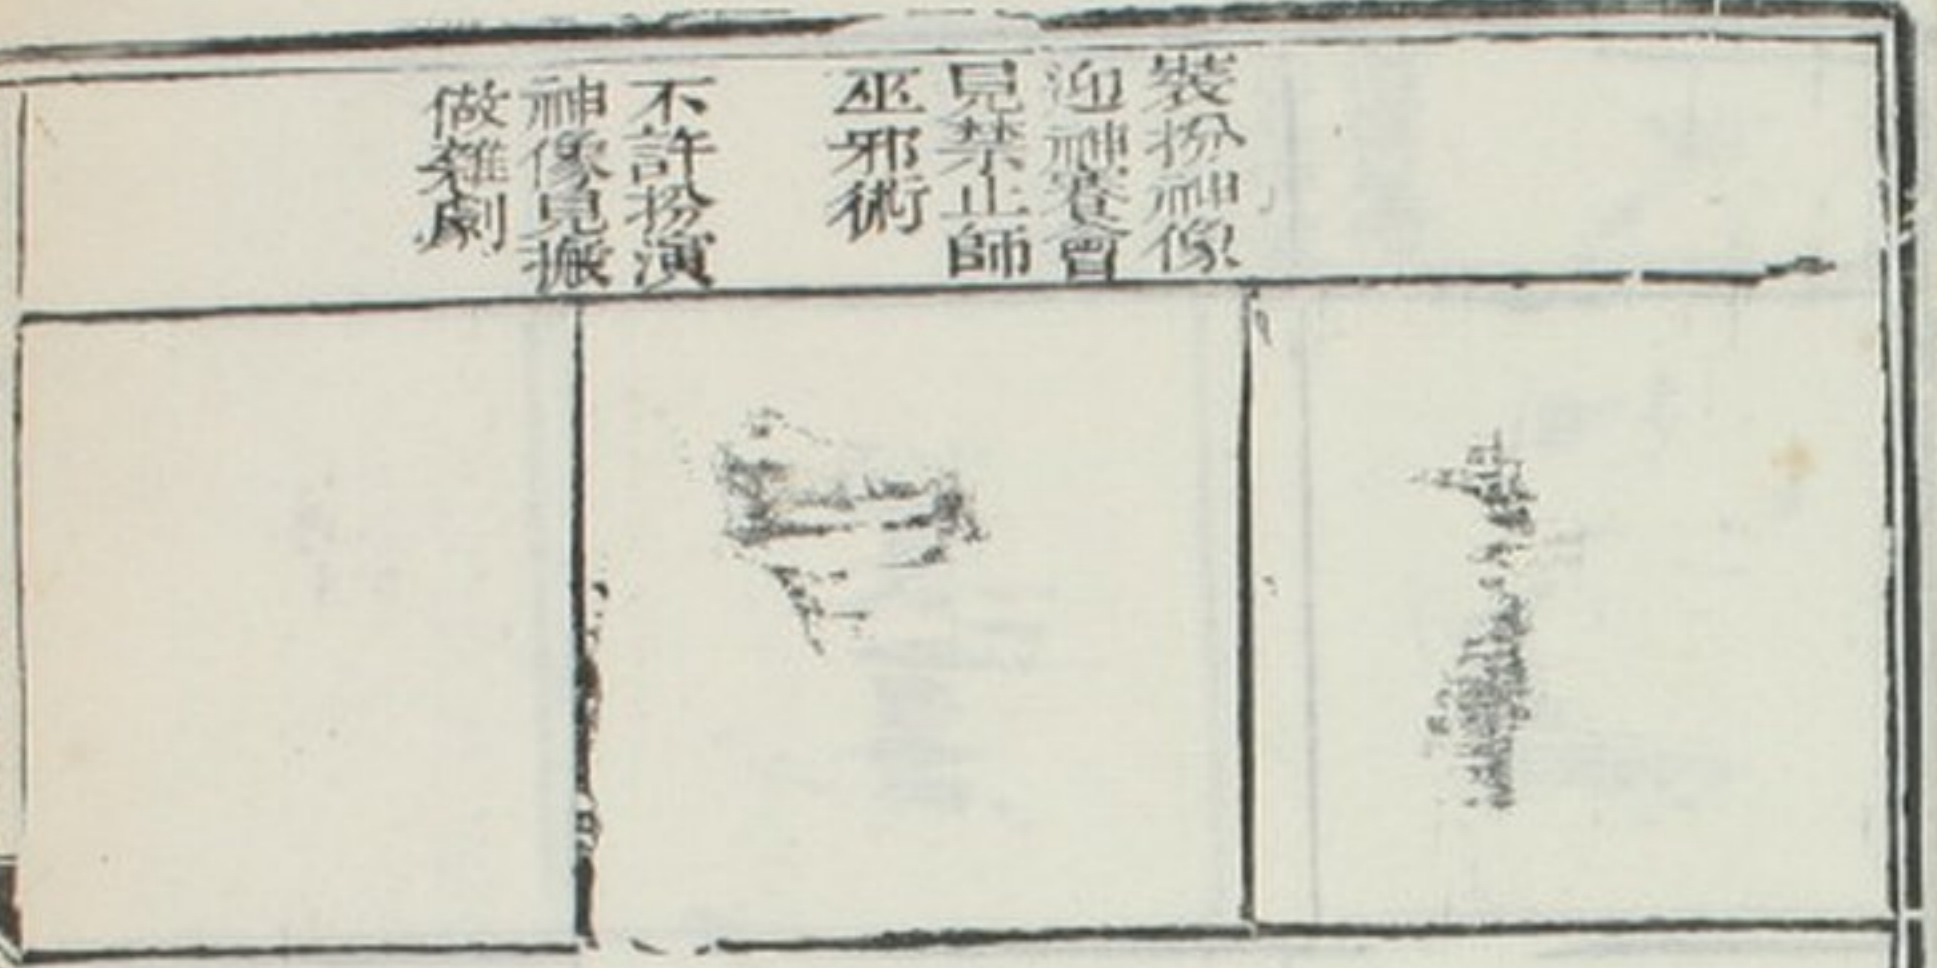 裝扮神像
迎神賽會
見禁止師
巫邪術
不許扮演
神像見搬
做雜劇